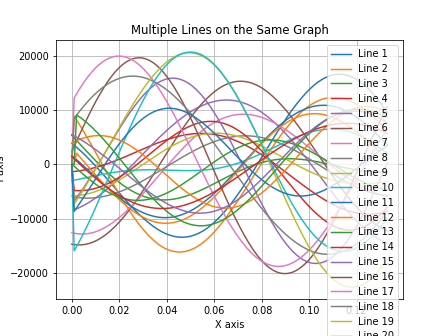 Multiple Lines on the Same Graph
20000
10000
0
−10000
−20000
0.00
0.02
0.04
0.06
0.08
0.10
X axis
Line 1
Line 2
Line 3
Line 4
Line 5
Line 6
Line 7
Line 8
Line 9
Line 10
Line 11
Line 12
Line 13
Line 14
Line 15
Line 16
Line 17
Line 18
Line 19
Line 20